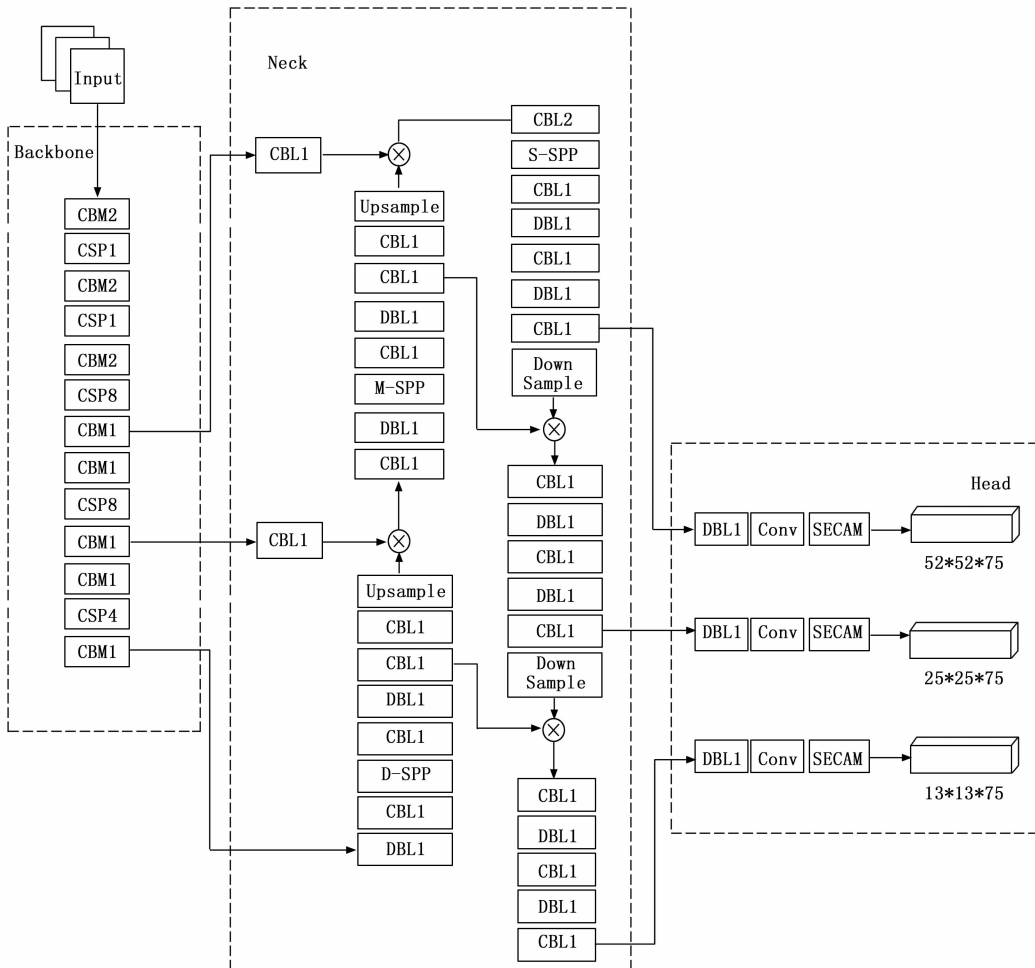 Input
Backbone
CBM2
CSP1
CBM2
CSP1
CBM2
CSP8
CBM1
CBM1
CSP8
CBM1
CBM1
CSP4
CBM1
Neck
CBL1
CBL1
Upsample
CBL1
CBL1
DBL1
CBL1
M-SPP
DBL1
CBL1
Upsample
CBL1
CBL1
DBL1
CBL1
D-SPP
CBL1
DBL1
CBL2
S-SPP
CBL1
DBL1
CBL1
DBL1
CBL1
Down
Sample
CBL1
DBL1
CBL1
DBL1
CBL1
Down
Sample
CBL1
DBL1
CBL1
DBL1
CBL1
Head
DBL1 Conv SECAM
52*52*75
DBL1 Conv SECAM
25*25*75
DBL1 Conv SECAM
13*13*75